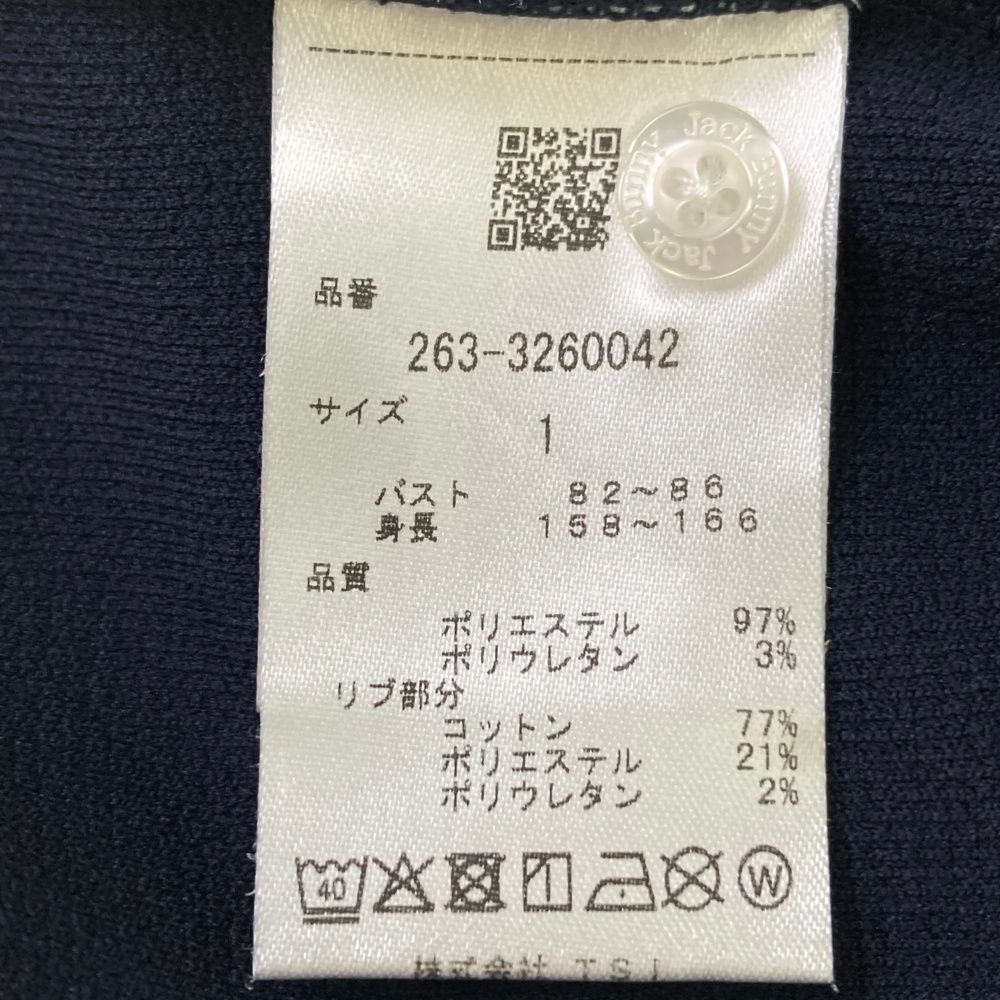 Jack Bunny Jack Bunny
品番
263-3260042
サイズ
1
バスト 82～86
身長 158～166
品質
ポリエステル 97%
ポリウレタン 3%
リブ部分
コットン 77%
ポリエステル 21%
ポリウレタン 2%
40
W
株式会社 TSI